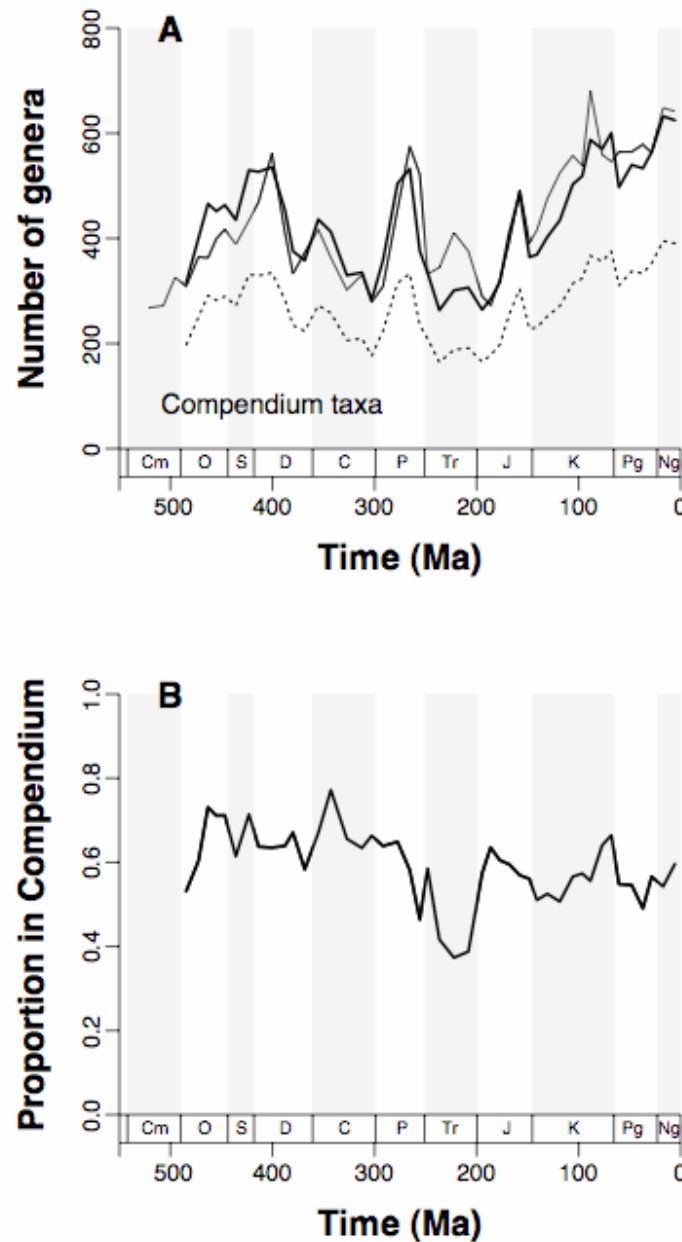 A
Number of genera
800
600
400
200
0
Compendium taxa
Cm O S D C P Tr J K Pg Ng
500 400 300 200 100 0
Time (Ma)
B
Proportion in Compendium
1.0
0.8
0.6
0.4
0.2
0.0
Cm O S D C P Tr J K Pg Ng
500 400 300 200 100 0
Time (Ma)